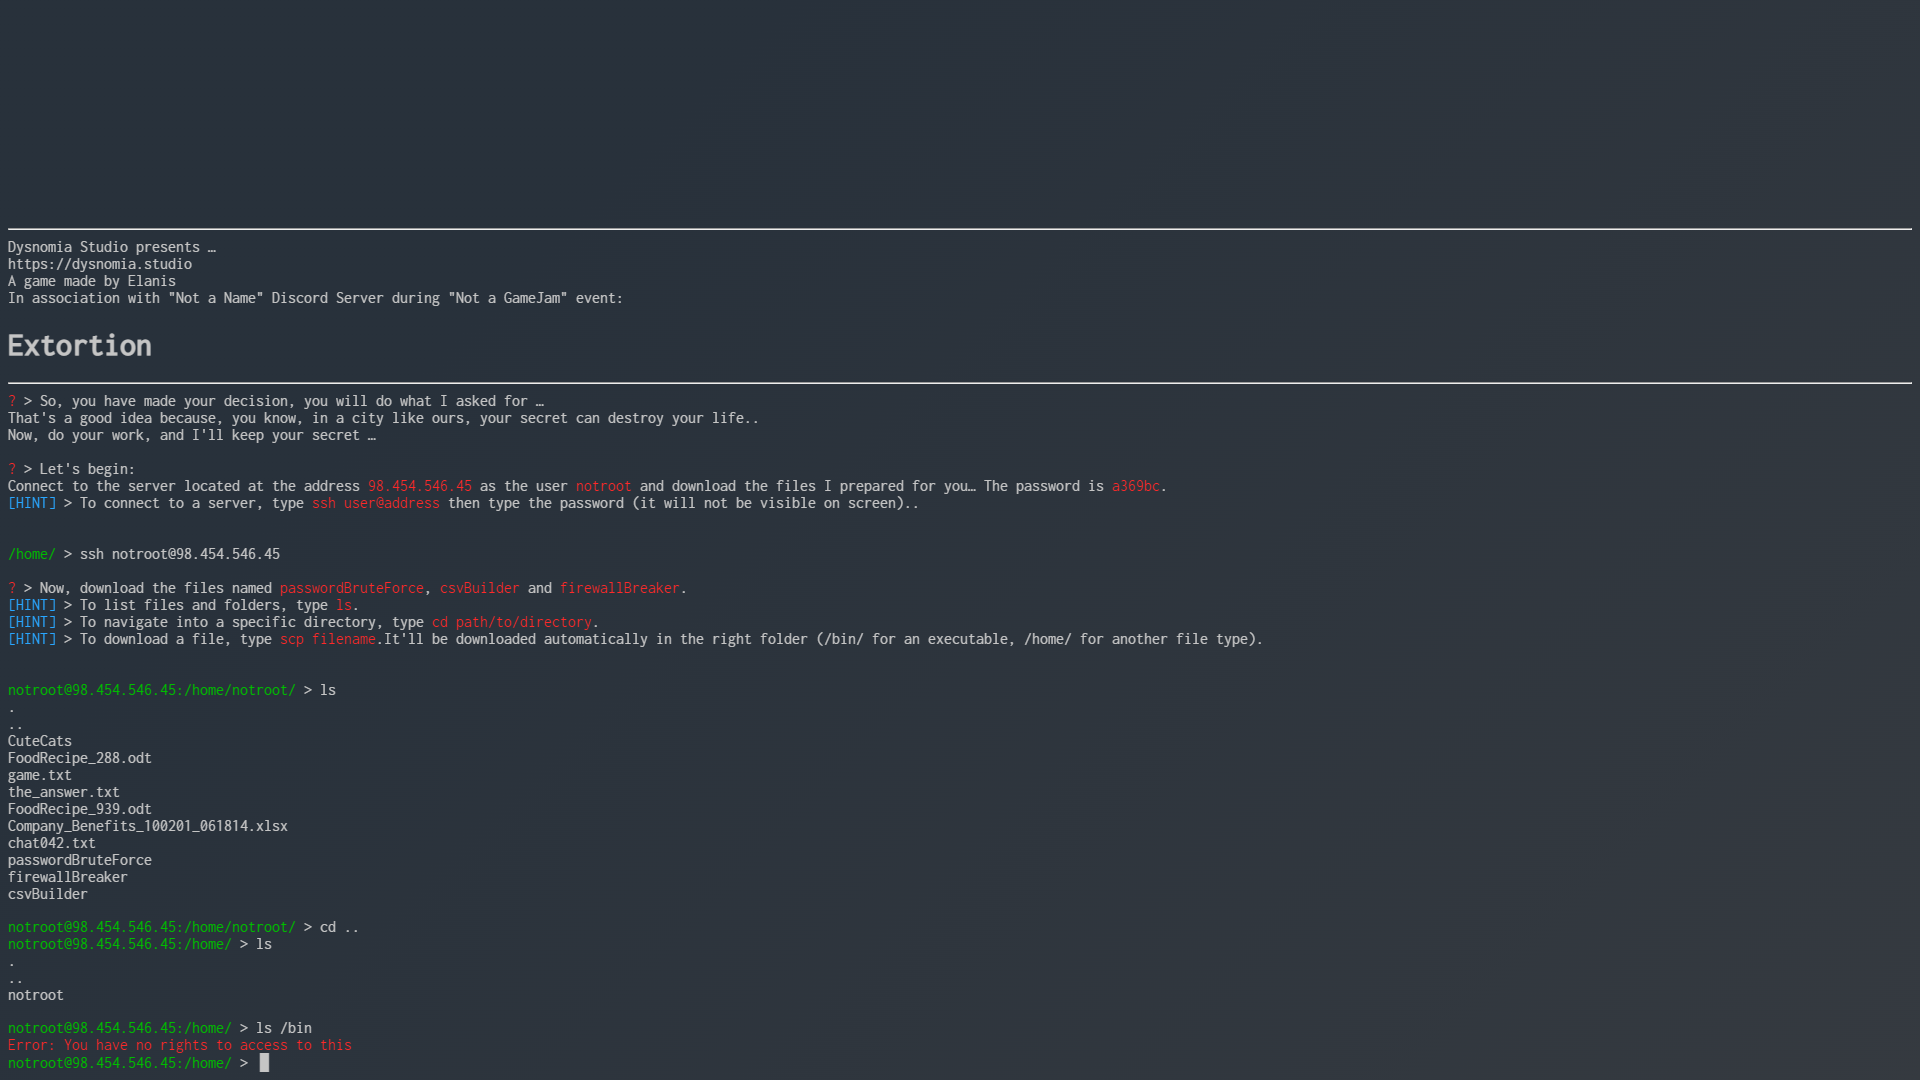 Dysnomia Studio presents …
https://dysnomia.studio
A game made by Elanis
In association with "Not a Name" Discord Server during "Not a GameJam" event:
Extortion
? > So, you have made your decision, you will do what I asked for …
That's a good idea because, you know, in a city like ours, your secret can destroy your life..
Now, do your work, and I'll keep your secret …
? > Let's begin:
Connect to the server located at the address 98.454.546.45 as the user notroot and download the files I prepared for you… The password is a369bc.
[HINT] > To connect to a server, type ssh user@address then type the password (it will not be visible on screen)..
/home/ > ssh notroot@98.454.546.45
? > Now, download the files named passwordBruteForce, csvBuilder and firewallBreaker.
[HINT] > To list files and folders, type ls.
[HINT] > To navigate into a specific directory, type cd path/to/directory.
[HINT] > To download a file, type scp filename.It'll be downloaded automatically in the right folder (/bin/ for an executable, /home/ for another file type).
notroot@98.454.546.45:/home/notroot/ > ls
.
..
CuteCats
FoodRecipe_288.odt
game.txt
the_answer.txt
FoodRecipe_939.odt
Company_Benefits_100201_061814.xlsx
chat042.txt
passwordBruteForce
firewallBreaker
csvBuilder
notroot@98.454.546.45:/home/notroot/ > cd ..
notroot@98.454.546.45:/home/ > ls
.
..
notroot
notroot@98.454.546.45:/home/ > ls /bin
Error: You have no rights to access to this
notroot@98.454.546.45:/home/ >